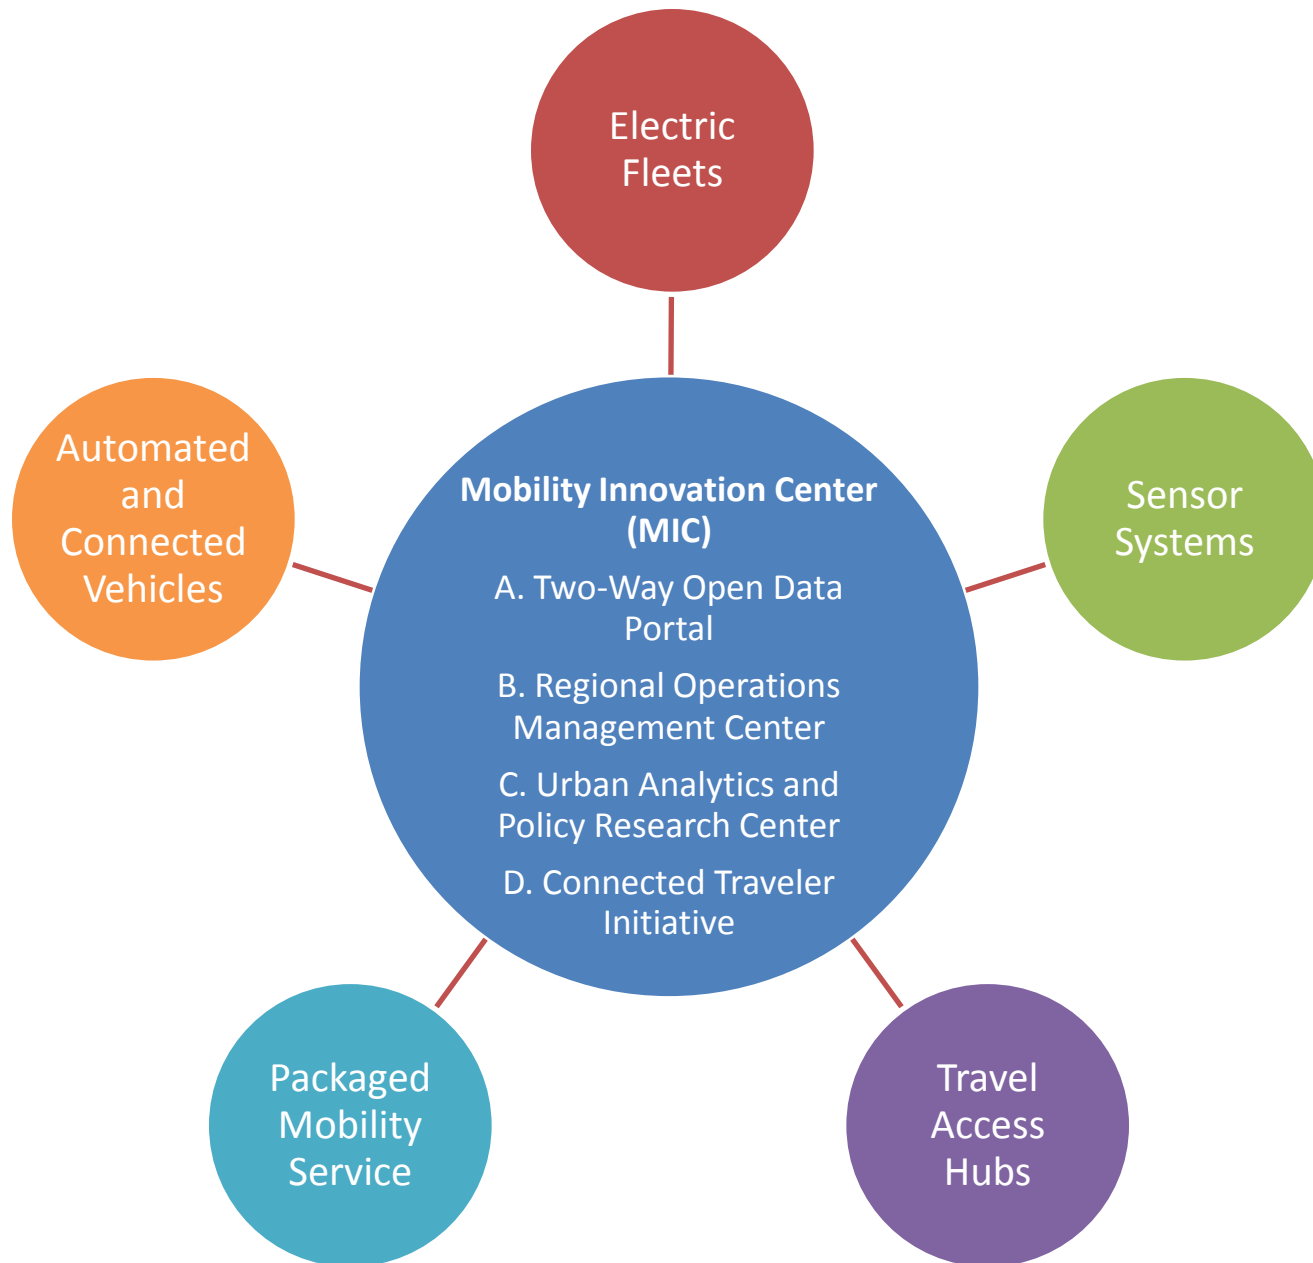 Electric
Fleets
Automated
and
Connected
Vehicles
Sensor
Systems
Mobility Innovation Center
(MIC)
A. Two-Way Open Data
Portal
B. Regional Operations
Management Center
C. Urban Analytics and
Policy Research Center
D. Connected Traveler
Initiative
Packaged
Mobility
Service
Travel
Access
Hubs